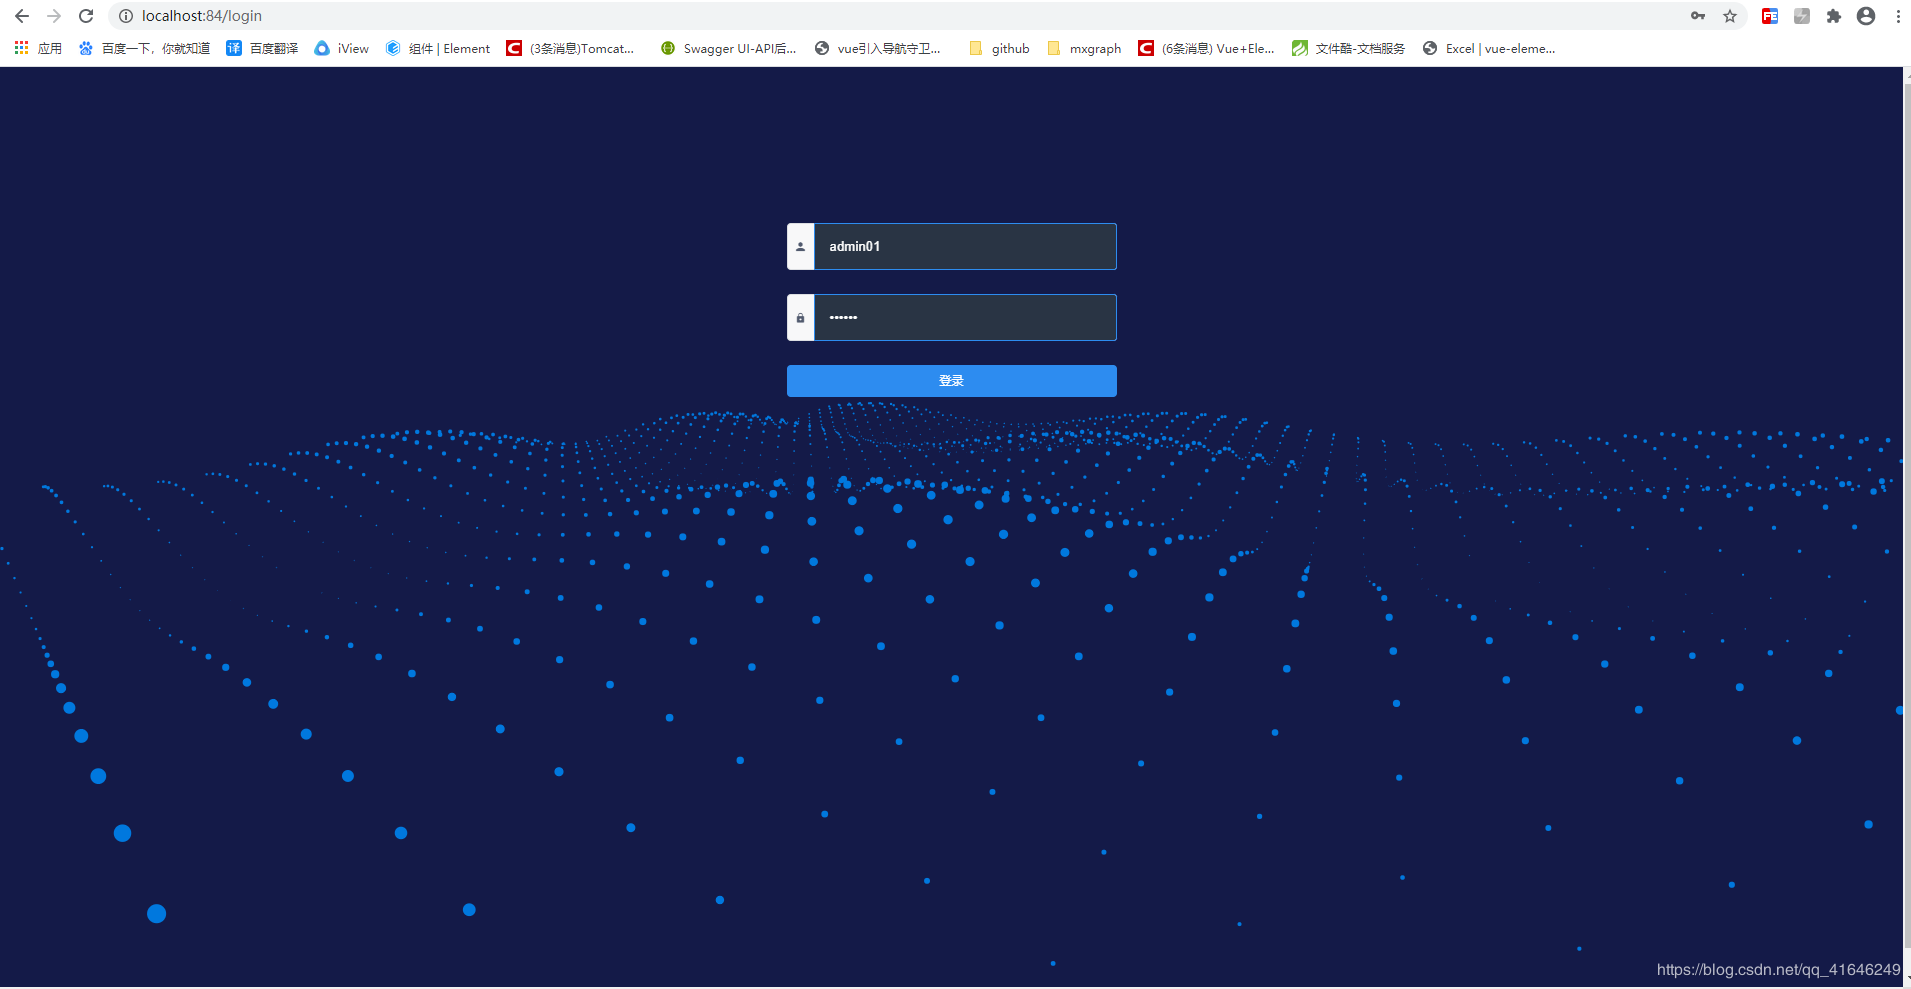 localhost:84/login
应用 百度一下，你就知道 百度翻译 iView 组件 | Element (3条消息)Tomcat... Swagger UI-API后... vue引入导航守卫... github mxgraph (6条消息) Vue+Ele... 文件酷-文档服务 Excel | vue-eleme...
admin01
••••••
登录
https://blog.csdn.net/qq_41646249